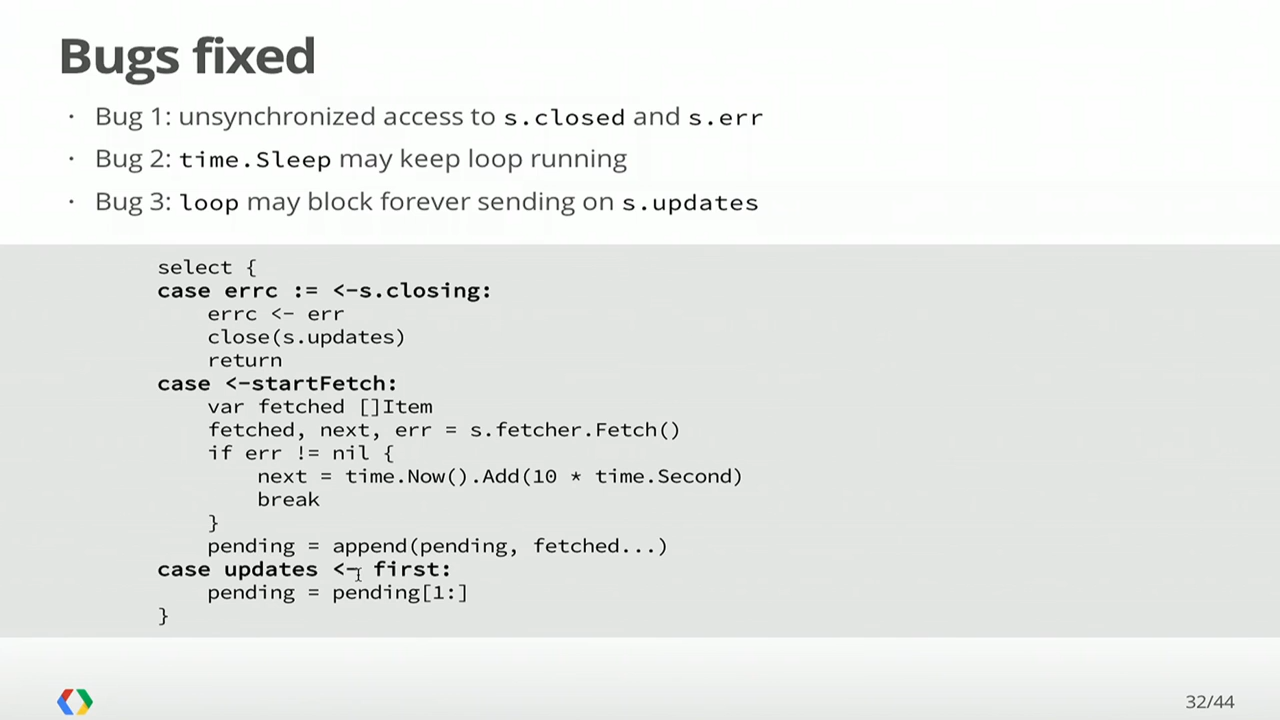 Bugs fixed
· Bug 1: unsynchronized access to s.closed and s.err
· Bug 2: time.Sleep may keep loop running
· Bug 3: loop may block forever sending on s.updates
select {
case errc := <-s.closing:
    errc <- err
    close(s.updates)
    return
case <-startFetch:
    var fetched []Item
    fetched, next, err = s.fetcher.Fetch()
    if err != nil {
        next = time.Now().Add(10 * time.Second)
        break
    }
    pending = append(pending, fetched...)
case updates <- first:
    pending = pending[1:]
}
32/44